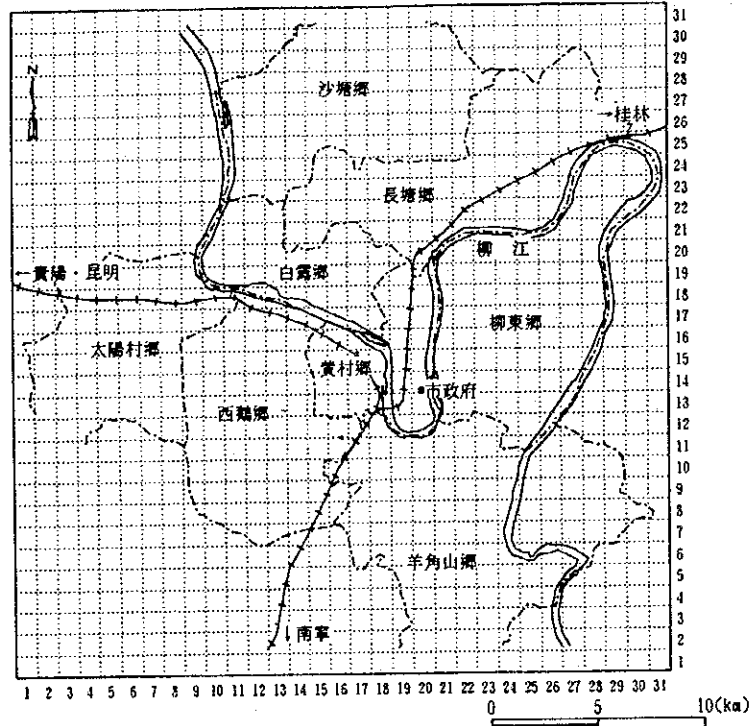 31
30
29
28
27
26
25
24
23
22
21
20
19
18
17
16
15
14
13
12
11
10
9
8
7
6
5
4
3
2
1
N
沙塘郷
→桂林
長塘郷
柳江
白露郷
←貴陽・昆明
柳東郷
太陽村郷
黄村郷
市政府
西鵝郷
羊角山郷
↓南寧
1 2 3 4 5 6 7 8 9 10 11 12 13 14 15 16 17 18 19 20 21 22 23 24 25 26 27 28 29 30 31
0 5 10(km)